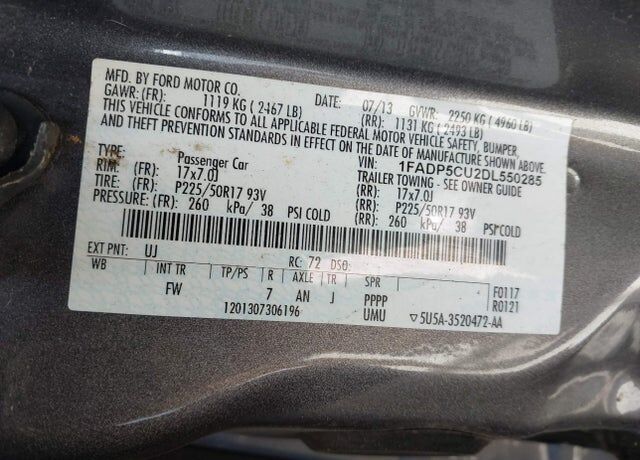 MFD. BY FORD MOTOR CO.
DATE: 07/13 GVWR: 2250 KG ( 4960 LB)
GAWR: (FR): 1119 KG ( 2467 LB) (RR): 1131 KG ( 2493 LB)
THIS VEHICLE CONFORMS TO ALL APPLICABLE FEDERAL MOTOR VEHICLE SAFETY, BUMPER,
AND THEFT PREVENTION STANDARDS IN EFFECT ON THE DATE OF MANUFACTURE SHOWN ABOVE.
VIN: 1FADP5CU2DL550285
TYPE: Passenger Car TRAILER TOWING - SEE OWNER GUIDE
RIM: (FR): 17x7.0J (RR): 17x7.0J
TIRE: (FR): P225/50R17 93V (RR): P225/50R17 93V
PRESSURE: (FR): 260 kPa/ 38 PSI COLD (RR): 260 kPa/ 38 PSI COLD
EXT PNT: UJ RC: 72 DSO:
WB INT TR TP/PS R AXLE TR SPR F0117
FW 7 AN J PPPP R0121
1201307306196 UMU ▽5U5A-3520472-AA